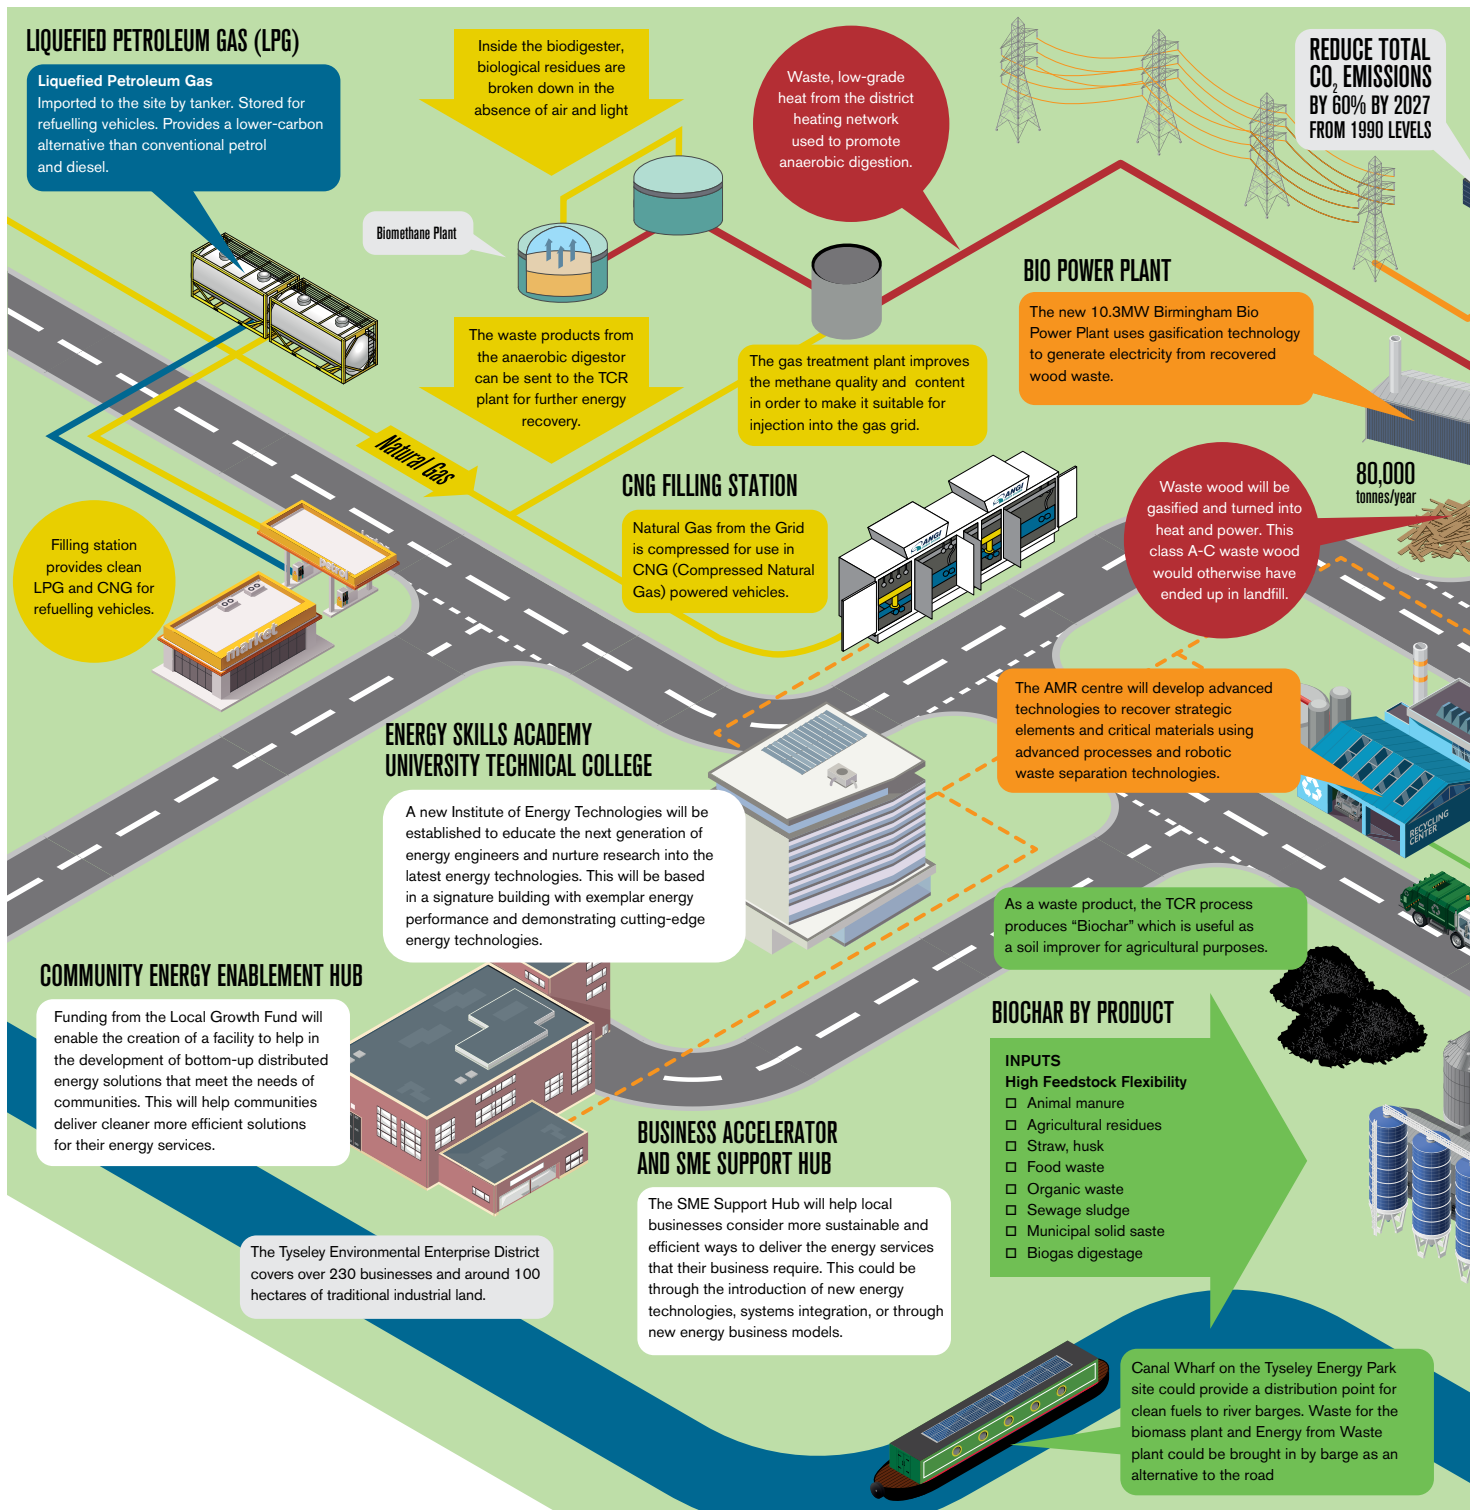 LIQUEFIED PETROLEUM GAS (LPG)
Liquefied Petroleum Gas
Imported to the site by tanker. Stored for
refuelling vehicles. Provides a lower-carbon
alternative than conventional petrol
and diesel.
Inside the biodigester,
biological residues are
broken down in the
absence of air and light
Waste, low-grade
heat from the district
heating network
used to promote
anaerobic digestion.
REDUCE TOTAL
CO2 EMISSIONS
BY 60% BY 2027
FROM 1990 LEVELS
Biomethane Plant
BIO POWER PLANT
The new 10.3MW Birmingham Bio
Power Plant uses gasification technology
to generate electricity from recovered
wood waste.
The waste products from
the anaerobic digestor
can be sent to the TCR
plant for further energy
recovery.
The gas treatment plant improves
the methane quality and content
in order to make it suitable for
injection into the gas grid.
Natural Gas
CNG FILLING STATION
Natural Gas from the Grid
is compressed for use in
CNG (Compressed Natural
Gas) powered vehicles.
ANGI
ANGI
80,000
tonnes/year
Waste wood will be
gasified and turned into
heat and power. This
class A-C waste wood
would otherwise have
ended up in landfill.
Filling station
provides clean
LPG and CNG for
refuelling vehicles.
petrol
market
The AMR centre will develop advanced
technologies to recover strategic
elements and critical materials using
advanced processes and robotic
waste separation technologies.
RECYCLING
CENTER
ENERGY SKILLS ACADEMY
UNIVERSITY TECHNICAL COLLEGE
A new Institute of Energy Technologies will be
established to educate the next generation of
energy engineers and nurture research into the
latest energy technologies. This will be based
in a signature building with exemplar energy
performance and demonstrating cutting-edge
energy technologies.
As a waste product, the TCR process
produces “Biochar” which is useful as
a soil improver for agricultural purposes.
COMMUNITY ENERGY ENABLEMENT HUB
Funding from the Local Growth Fund will
enable the creation of a facility to help in
the development of bottom-up distributed
energy solutions that meet the needs of
communities. This will help communities
deliver cleaner more efficient solutions
for their energy services.
BIOCHAR BY PRODUCT
INPUTS
High Feedstock Flexibility
Animal manure
Agricultural residues
Straw, husk
Food waste
Organic waste
Sewage sludge
Municipal solid saste
Biogas digestage
BUSINESS ACCELERATOR
AND SME SUPPORT HUB
The SME Support Hub will help local
businesses consider more sustainable and
efficient ways to deliver the energy services
that their business require. This could be
through the introduction of new energy
technologies, systems integration, or through
new energy business models.
The Tyseley Environmental Enterprise District
covers over 230 businesses and around 100
hectares of traditional industrial land.
Canal Wharf on the Tyseley Energy Park
site could provide a distribution point for
clean fuels to river barges. Waste for the
biomass plant and Energy from Waste
plant could be brought in by barge as an
alternative to the road